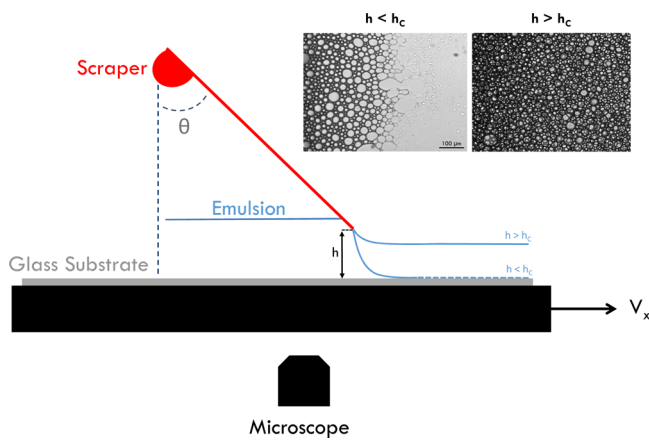 h < hc
h > hc
Scraper
θ
100 µm
Emulsion
h > hc
h
Glass Substrate
h < hc
Vx
Microscope